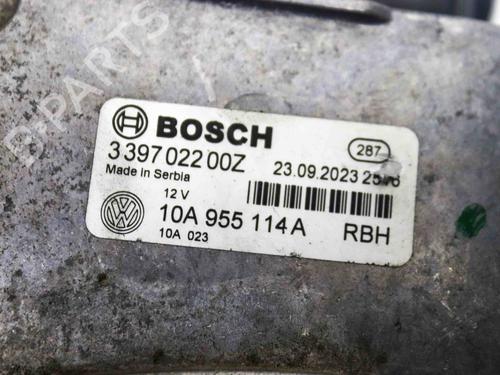 BOSCH
287
3 397 022 00Z
23.09.2023
Made in Serbia
12 V
10A 955 114 A
RBH
10A 023
B-PARTS